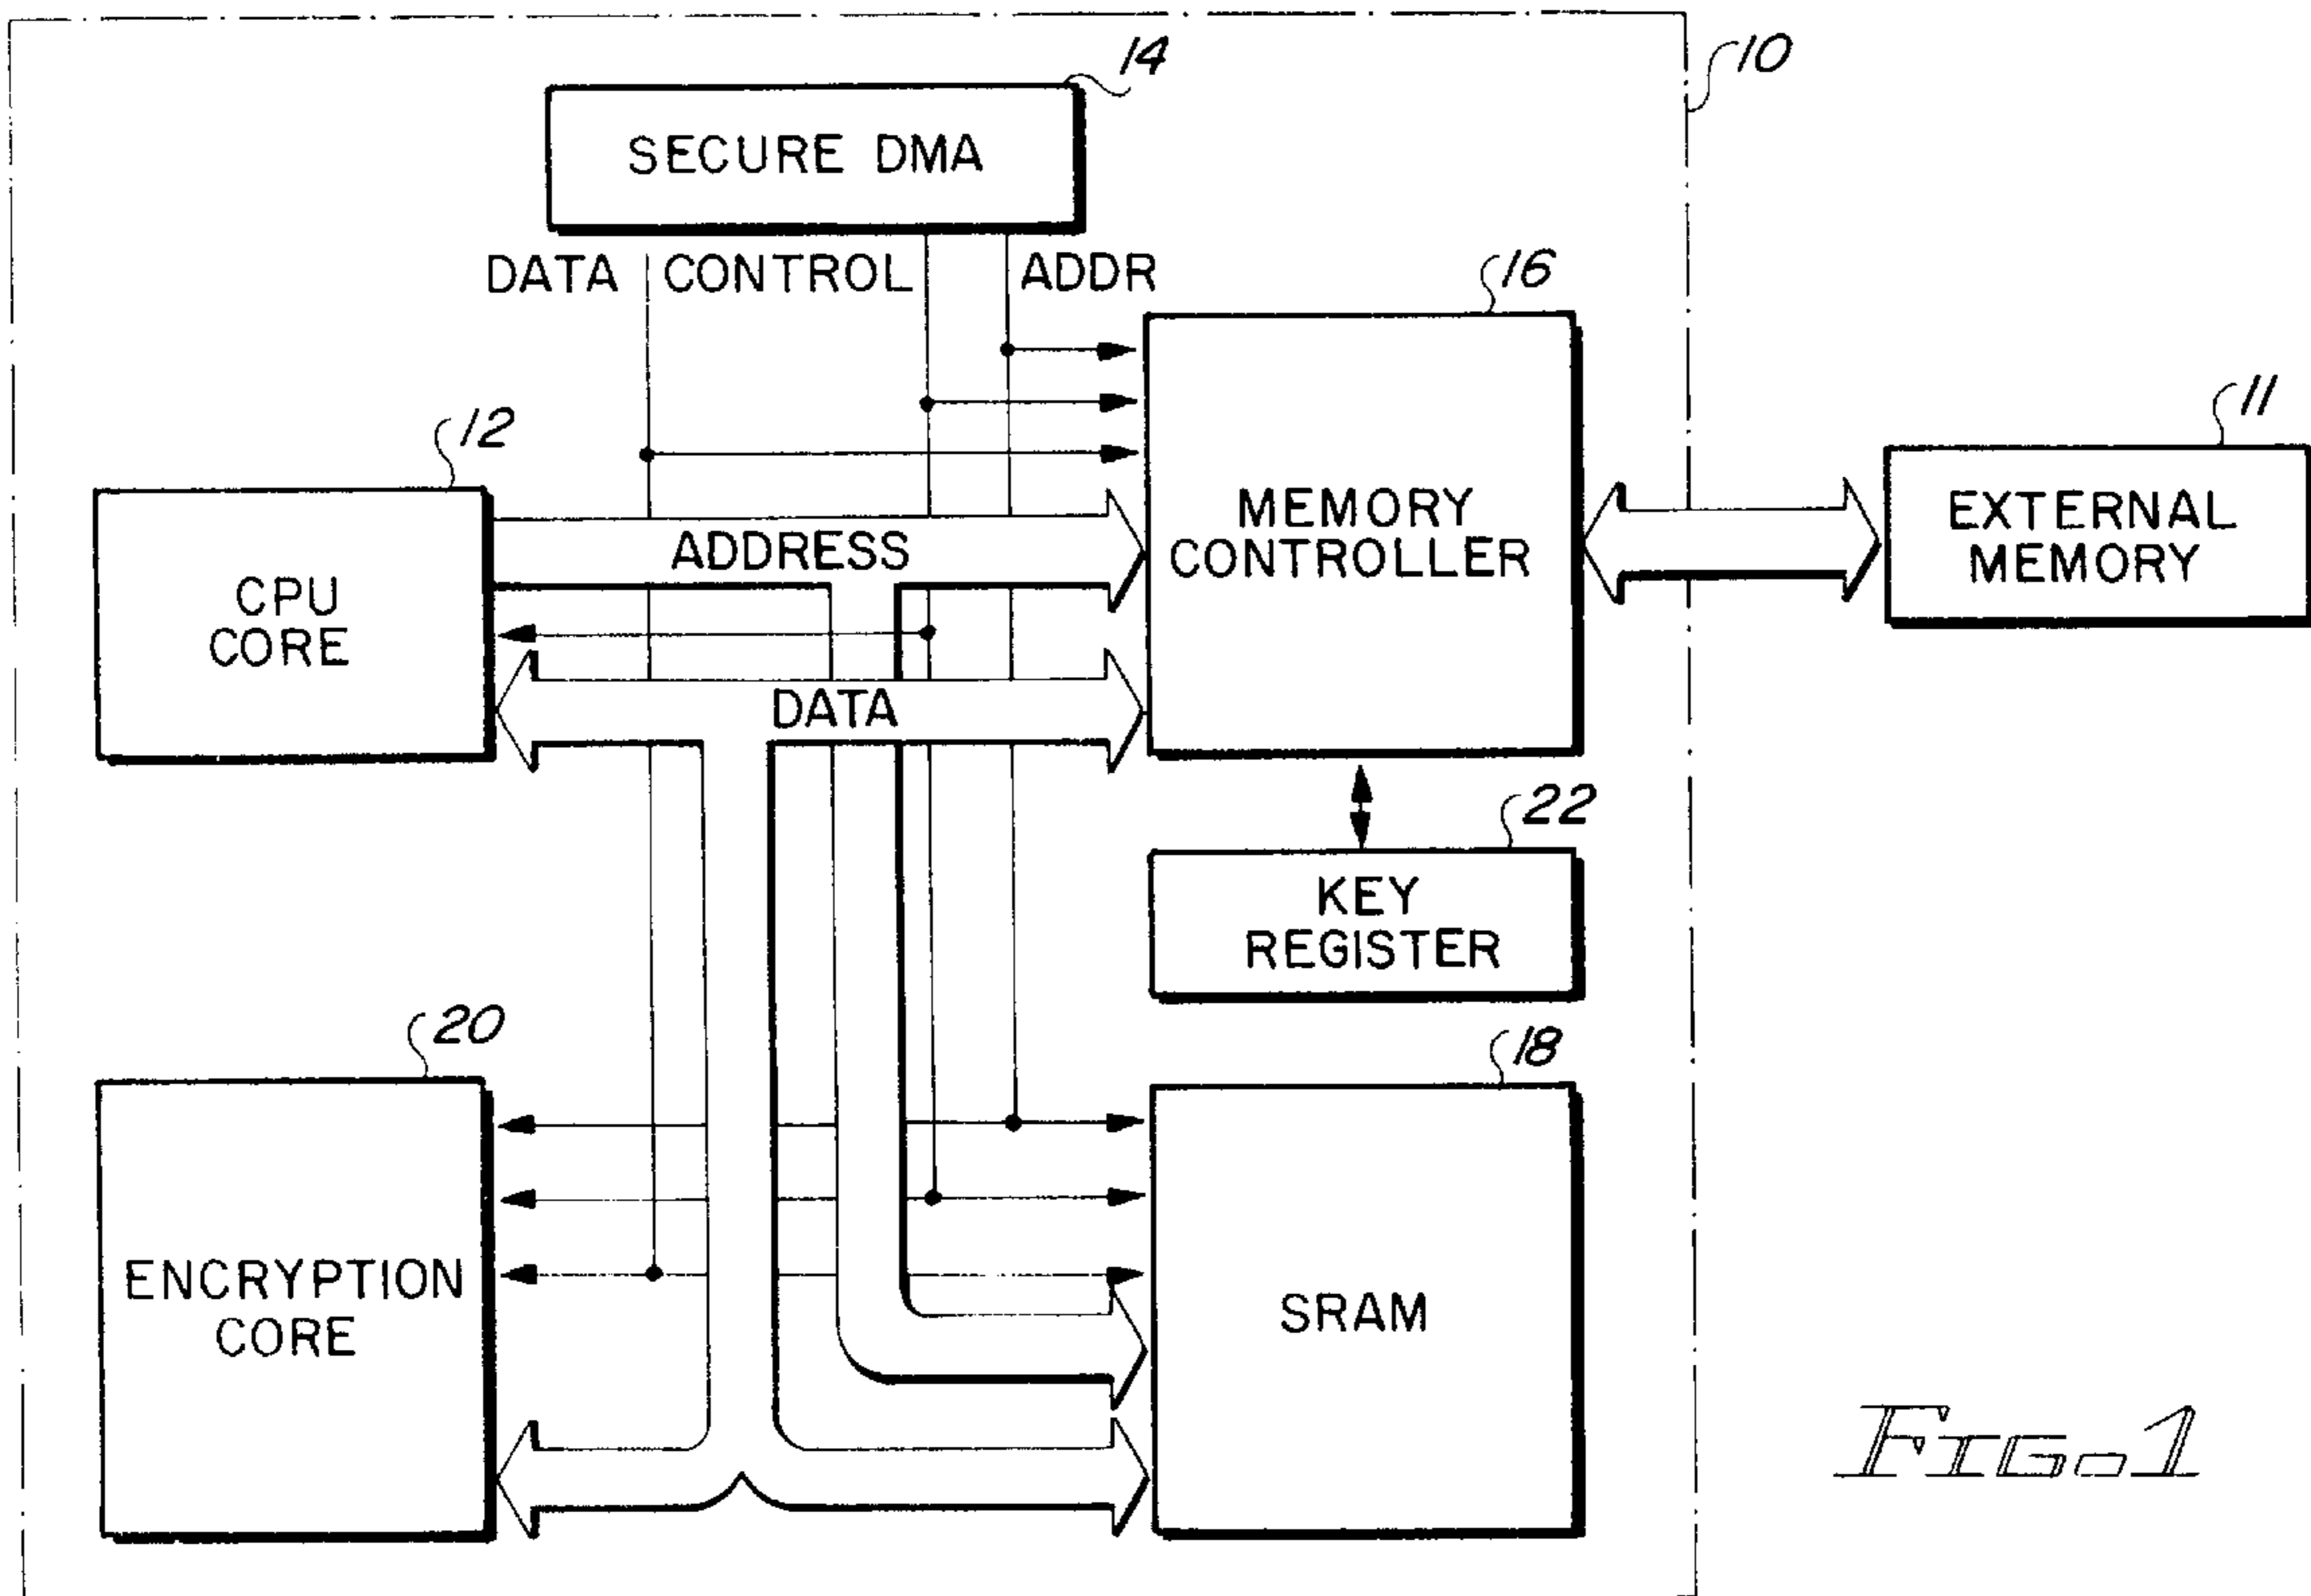 14
10
SECURE DMA
DATA CONTROL ADDR
16
11
12
MEMORY
CONTROLLER
EXTERNAL
MEMORY
ADDRESS
CPU
CORE
DATA
22
KEY
REGISTER
20
18
ENCRYPTION
CORE
SRAM
FIG. 1